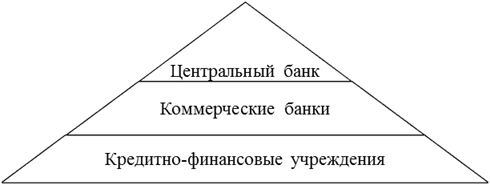 Центральный банк
Коммерческие банки
Кредитно-финансовые учреждения